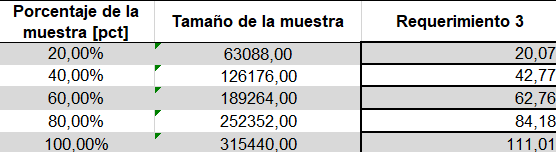 Porcentaje de la muestra [pct] Tamaño de la muestra Requerimiento 3
20,00% 63088,00 20,07
40,00% 126176,00 42,77
60,00% 189264,00 62,76
80,00% 252352,00 84,18
100,00% 315440,00 111,01